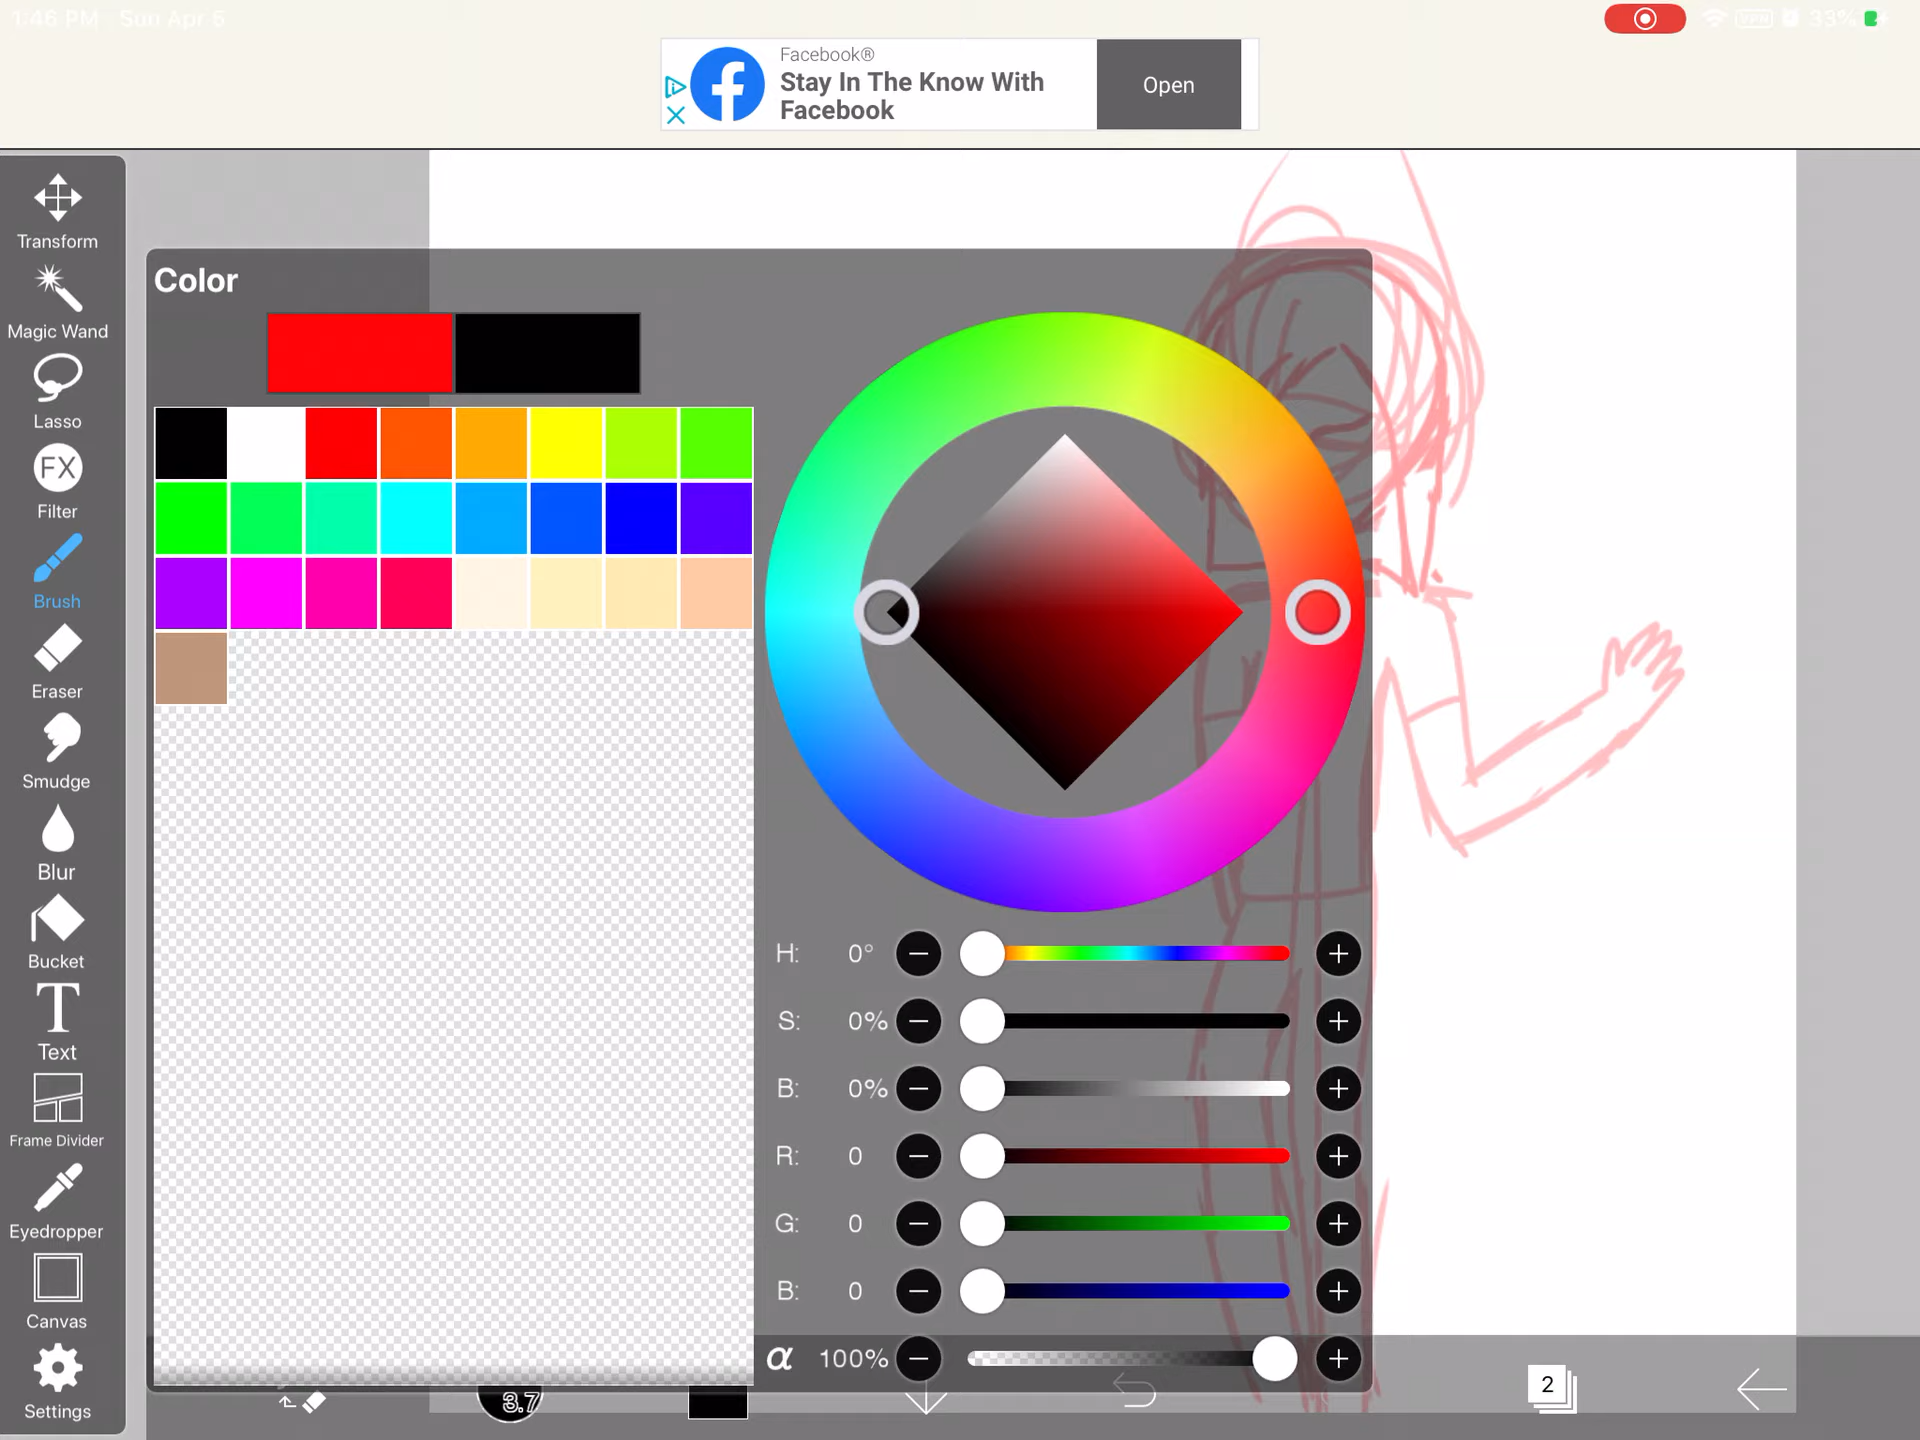 1:46 PM Sun Apr 5
VPN
33%
Facebook®
Stay In The Know With
Facebook
Open
Transform
Magic Wand
Lasso
FX
Filter
Brush
Eraser
Smudge
Blur
Bucket
T
Text
Frame Divider
Eyedropper
Canvas
Settings
Color
H: 0°
S: 0%
B: 0%
R: 0
G: 0
B: 0
α 100%
3.7
2